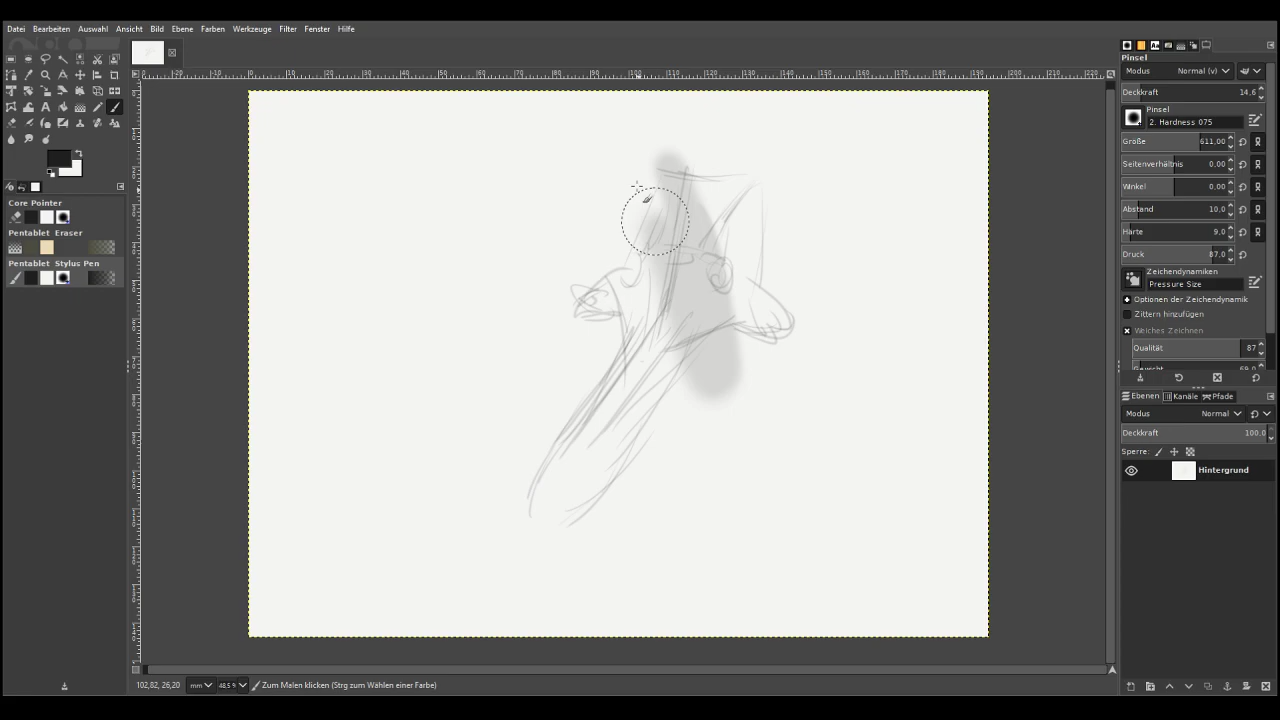 Datei Bearbeiten Auswahl Ansicht Bild Ebene Farben Werkzeuge Filter Fenster Hilfe
Pinsel
Modus Normal (v)
Deckkraft 14.6
Pinsel
2. Hardness 075
Größe 611,00
Seitenverhältnis 0.00
Winkel 0.00
Abstand 10,0
Härte 9,0
Druck 87,0
Zeichendynamiken
Pressure Size
Optionen der Zeichendynamik
Zittern hinzufügen
Weiches Zeichnen
Qualität 87
Core Pointer
Pentablet Eraser
Pentablet Stylus Pen
Ebenen Kanäle Pfade
Modus Normal
Deckkraft 100,0
Sperre:
Hintergrund
102,82, 26,20 mm 48.5 % Zum Malen klicken (Strg zum Wählen einer Farbe)